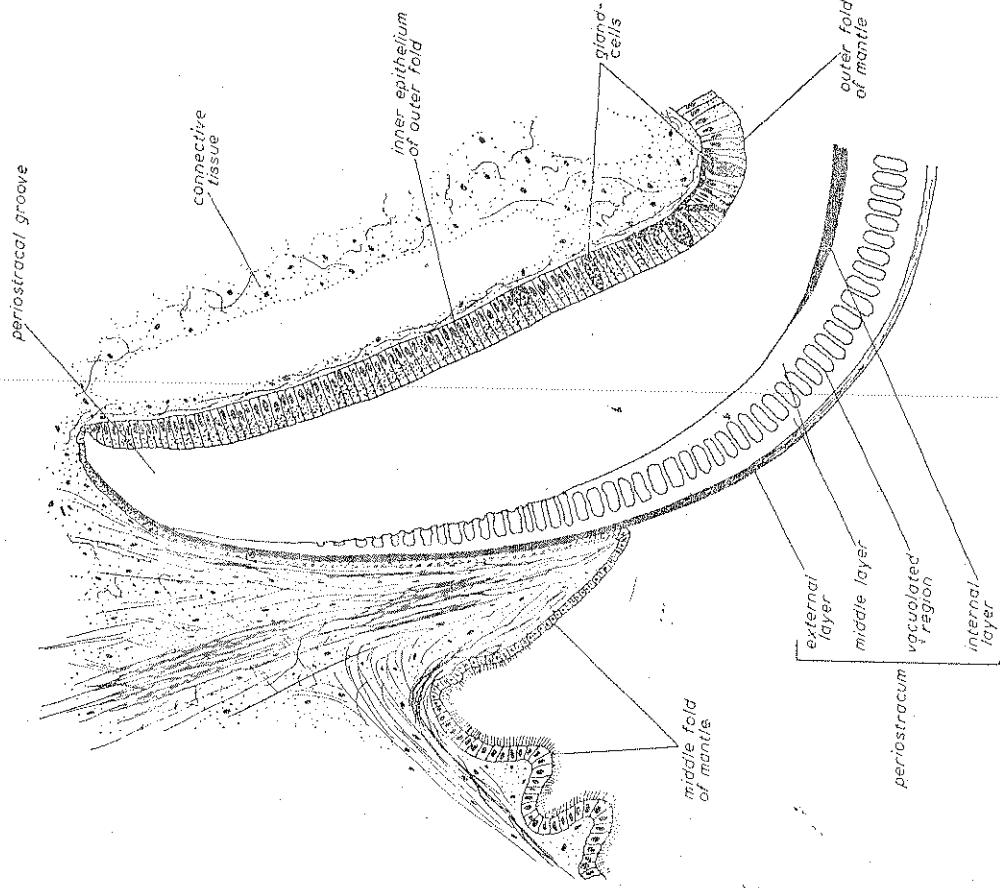 periostracal groove
connective
tissue
inner epithelium
of outer fold
gland-
cells
outer fold
of mantle
external
layer
middle layer
vacuolated
region
internal
layer
periostracum
middle fold
of mantle